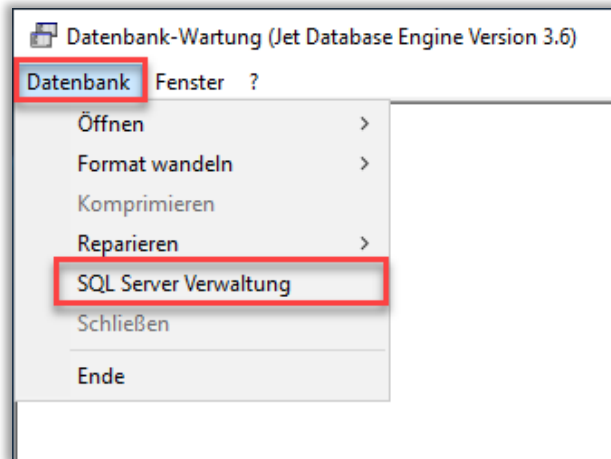 Datenbank-Wartung (Jet Database Engine Version 3.6)
Datenbank Fenster ?
Öffnen
Format wandeln
Komprimieren
Reparieren
SQL Server Verwaltung
Schließen
Ende